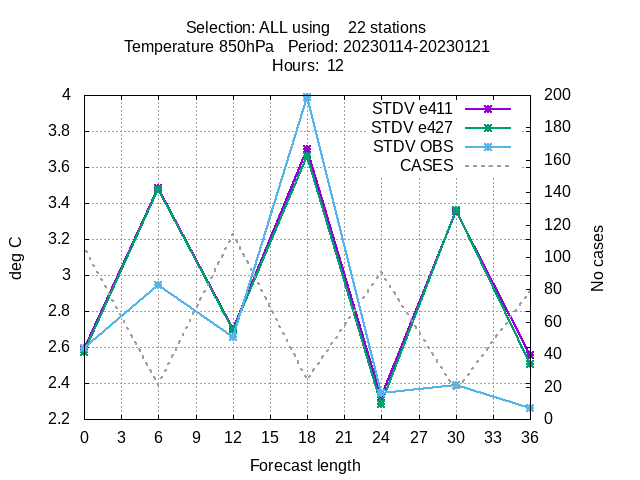 Selection: ALL using    22 stations
Temperature 850hPa   Period: 20230114-20230121
Hours:  12
STDV e411
STDV e427
STDV OBS
CASES
4
3.8
3.6
3.4
3.2
3
2.8
2.6
2.4
2.2
deg C
200
180
160
140
120
100
80
60
40
20
0
No cases
0 3 6 9 12 15 18 21 24 27 30 33 36
Forecast length